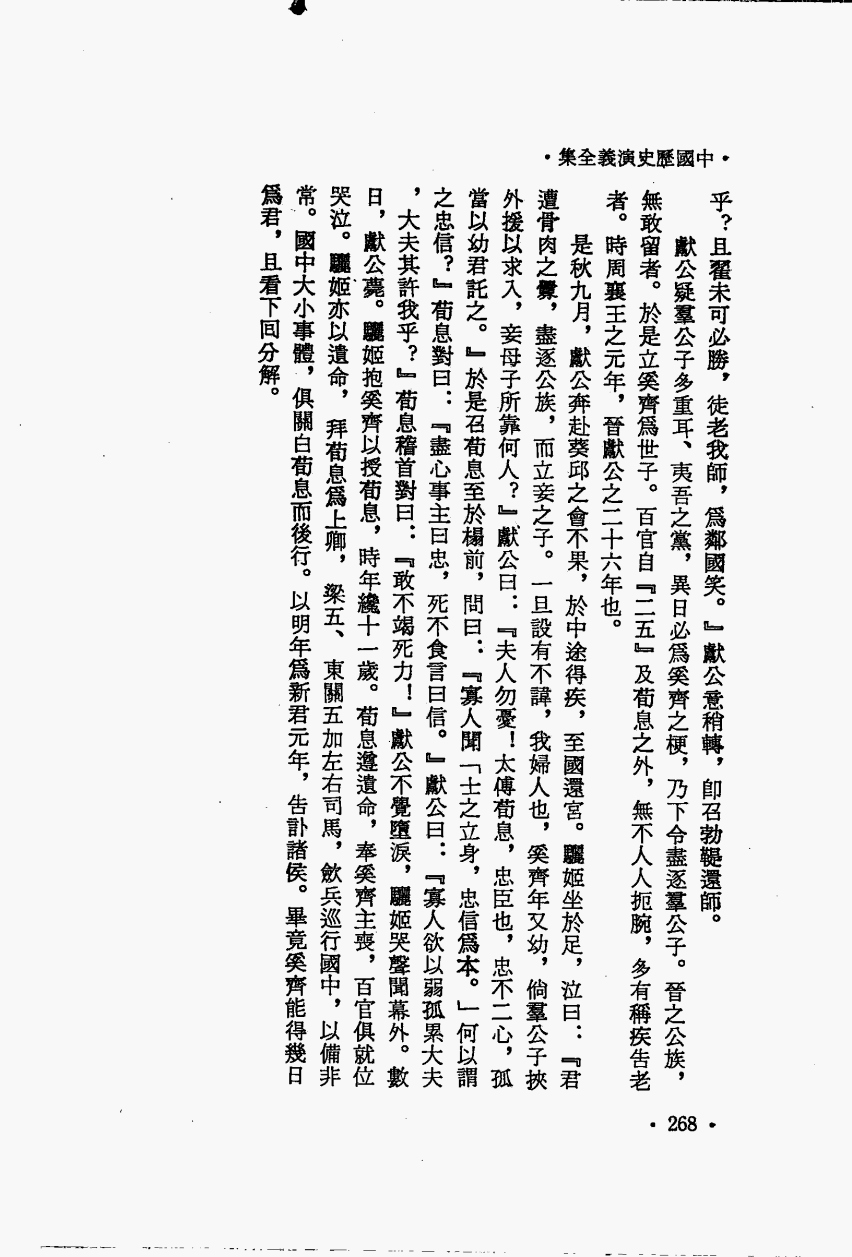 •中國歷史演義全集•
乎？且翟未可必勝，徒老我師，爲鄰國笑。』獻公意稍轉，卽召勃鞮還師。
獻公疑羣公子多重耳、夷吾之黨，異日必爲奚齊之梗，乃下令盡逐羣公子。晉之公族，
無敢留者。於是立奚齊爲世子。百官自『二五』及荀息之外，無不人人扼腕，多有稱疾告老
者。時周襄王之元年，晉獻公之二十六年也。
是秋九月，獻公奔赴葵邱之會不果，於中途得疾，至國還宮。驪姬坐於足，泣曰：『君
遭骨肉之釁，盡逐公族，而立妾之子。一旦設有不諱，我婦人也，奚齊年又幼，倘羣公子挾
外援以求入，妾母子所靠何人？』獻公曰：『夫人勿憂！太傅荀息，忠臣也，忠不二心，孤
當以幼君託之。』於是召荀息至於榻前，問曰：『寡人聞「士之立身，忠信爲本。」何以謂
之忠信？』荀息對曰：『盡心事主曰忠，死不食言曰信。』獻公曰：『寡人欲以弱孤累大夫
，大夫其許我乎？』荀息稽首對曰：『敢不竭死力！』獻公不覺墮淚，驪姬哭聲聞幕外。數
日，獻公薨。驪姬抱奚齊以授荀息，時年纔十一歲。荀息遵遺命，奉奚齊主喪，百官俱就位
哭泣。驪姬亦以遺命，拜荀息爲上卿，梁五、東關五加左右司馬，歛兵巡行國中，以備非
常。國中大小事體，俱關白荀息而後行。以明年爲新君元年，告訃諸侯。畢竟奚齊能得幾日
爲君，且看下回分解。
• 268 •